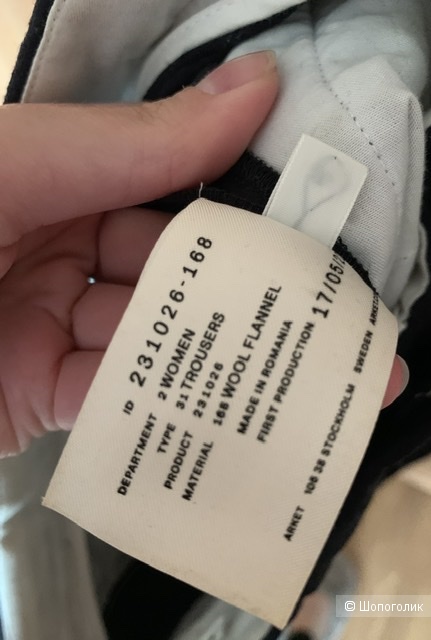 ID 231026-168
DEPARTMENT 2 WOMEN
TYPE 31 TROUSERS
PRODUCT 231026
MATERIAL 168 WOOL FLANNEL
MADE IN ROMANIA
FIRST PRODUCTION 17/05/
ARKET 106 38 STOCKHOLM SWEDEN
© Шопоголик